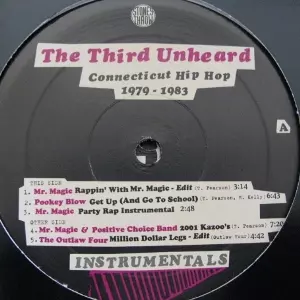 STONES THROW
The Third Unheard
Connecticut Hip Hop
1979 - 1983
A
THIS SIDE
1. Mr. Magic Rappin' With Mr. Magic - Edit (T. Pearson) 3:14
2. Pookey Blow Get Up (And Go To School) (T. Pearson, M. Kelly) 6:43
3. Mr. Magic Party Rap Instrumental 2:48
OTHER SIDE
4. Mr. Magic & Positive Choice Band 2001 Kazoo's (T. Pearson) 7:20
5. The Outlaw Four Million Dollar Legs - Edit (Outlaw Four) 4:42
INSTRUMENTALS